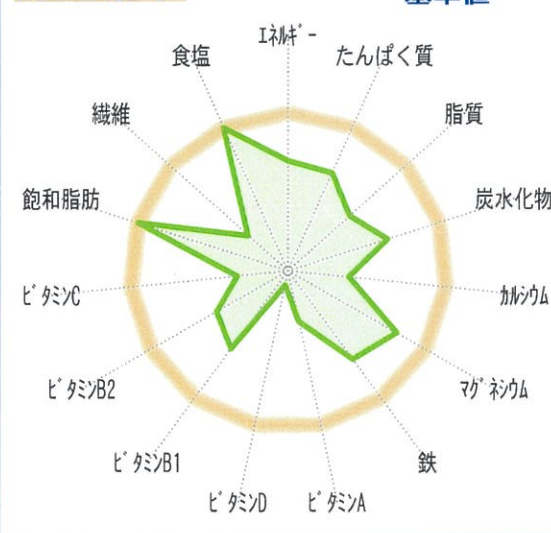 エネルギー
たんぱく質
脂質
炭水化物
カルシウム
マグネシウム
鉄
ビタミンA
ビタミンD
ビタミンB1
ビタミンB2
ビタミンC
飽和脂肪
繊維
食塩